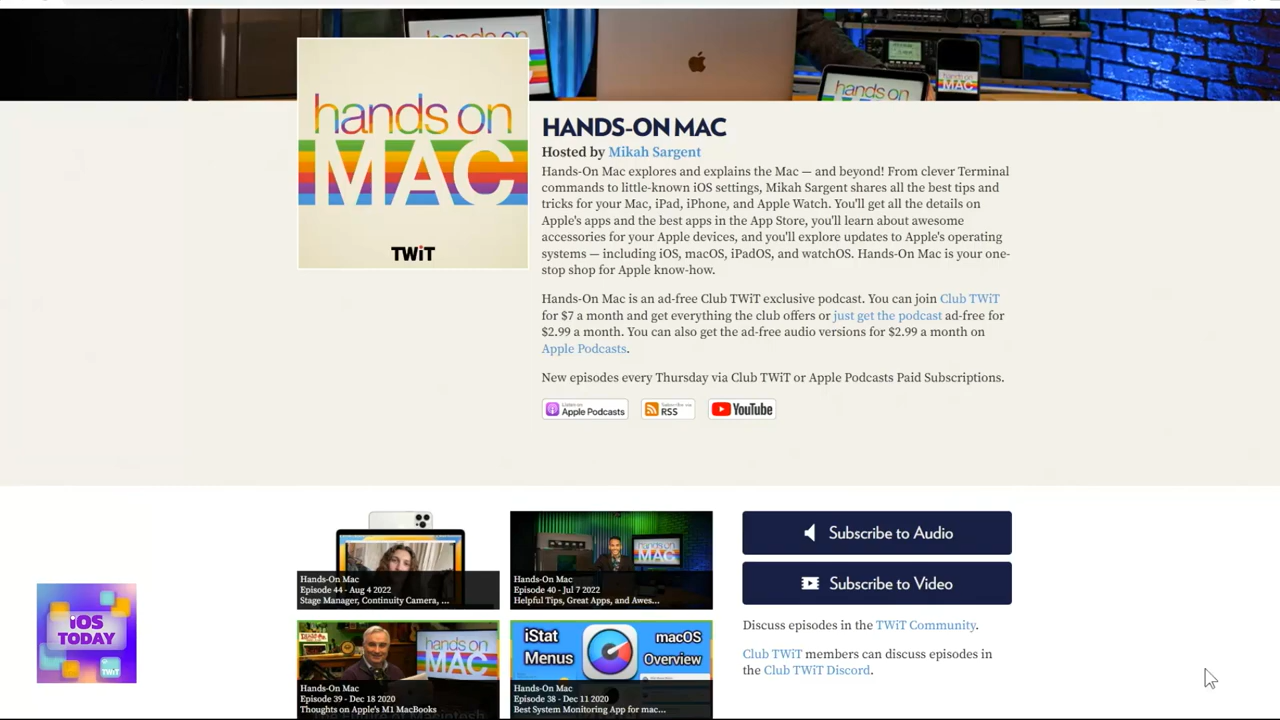 hands on
MAC
TWiT
hands on
MAC
HANDS-ON MAC
Hosted by Mikah Sargent
Hands-On Mac explores and explains the Mac — and beyond! From clever Terminal
commands to little-known iOS settings, Mikah Sargent shares all the best tips and
tricks for your Mac, iPad, iPhone, and Apple Watch. You'll get all the details on
Apple's apps and the best apps in the App Store, you'll learn about awesome
accessories for your Apple devices, and you'll explore updates to Apple's operating
systems — including iOS, macOS, iPadOS, and watchOS. Hands-On Mac is your one-
stop shop for Apple know-how.
Hands-On Mac is an ad-free Club TWiT exclusive podcast. You can join Club TWiT
for $7 a month and get everything the club offers or just get the podcast ad-free for
$2.99 a month. You can also get the ad-free audio versions for $2.99 a month on
Apple Podcasts.
New episodes every Thursday via Club TWiT or Apple Podcasts Paid Subscriptions.
Listen on
Apple Podcasts
Subscribe via
RSS
YouTube
Hands-On Mac
Episode 44 - Aug 4 2022
Stage Manager, Continuity Camera, ...
MAC
Hands-On Mac
Episode 40 - Jul 7 2022
Helpful Tips, Great Apps, and Awes...
hands on
MAC
Hands-On Mac
Episode 39 - Dec 18 2020
Thoughts on Apple's M1 MacBooks
iStat
Menus
macOS
Overview
Hands-On Mac
Episode 38 - Dec 11 2020
Best System Monitoring App for mac...
Subscribe to Audio
Subscribe to Video
Discuss episodes in the TWiT Community.
Club TWiT members can discuss episodes in
the Club TWiT Discord.
iOS
TODAY
TWiT